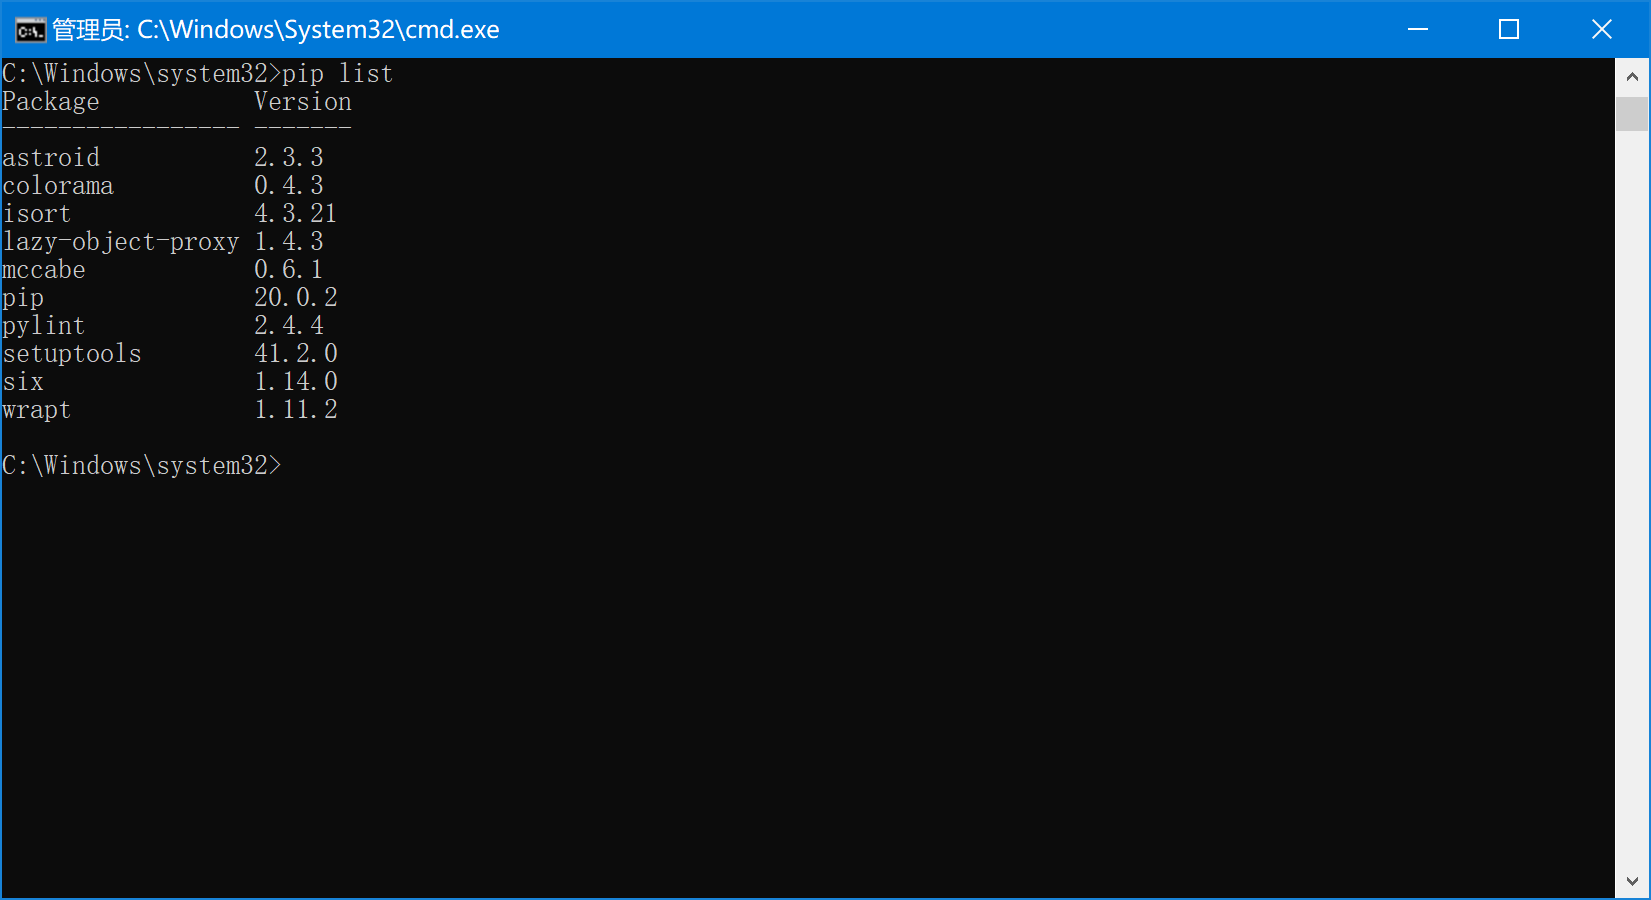 管理员: C:\Windows\System32\cmd.exe
C:\Windows\system32>pip list
Package           Version
----------------- -------
astroid           2.3.3
colorama          0.4.3
isort             4.3.21
lazy-object-proxy 1.4.3
mccabe            0.6.1
pip               20.0.2
pylint            2.4.4
setuptools        41.2.0
six               1.14.0
wrapt             1.11.2
C:\Windows\system32>